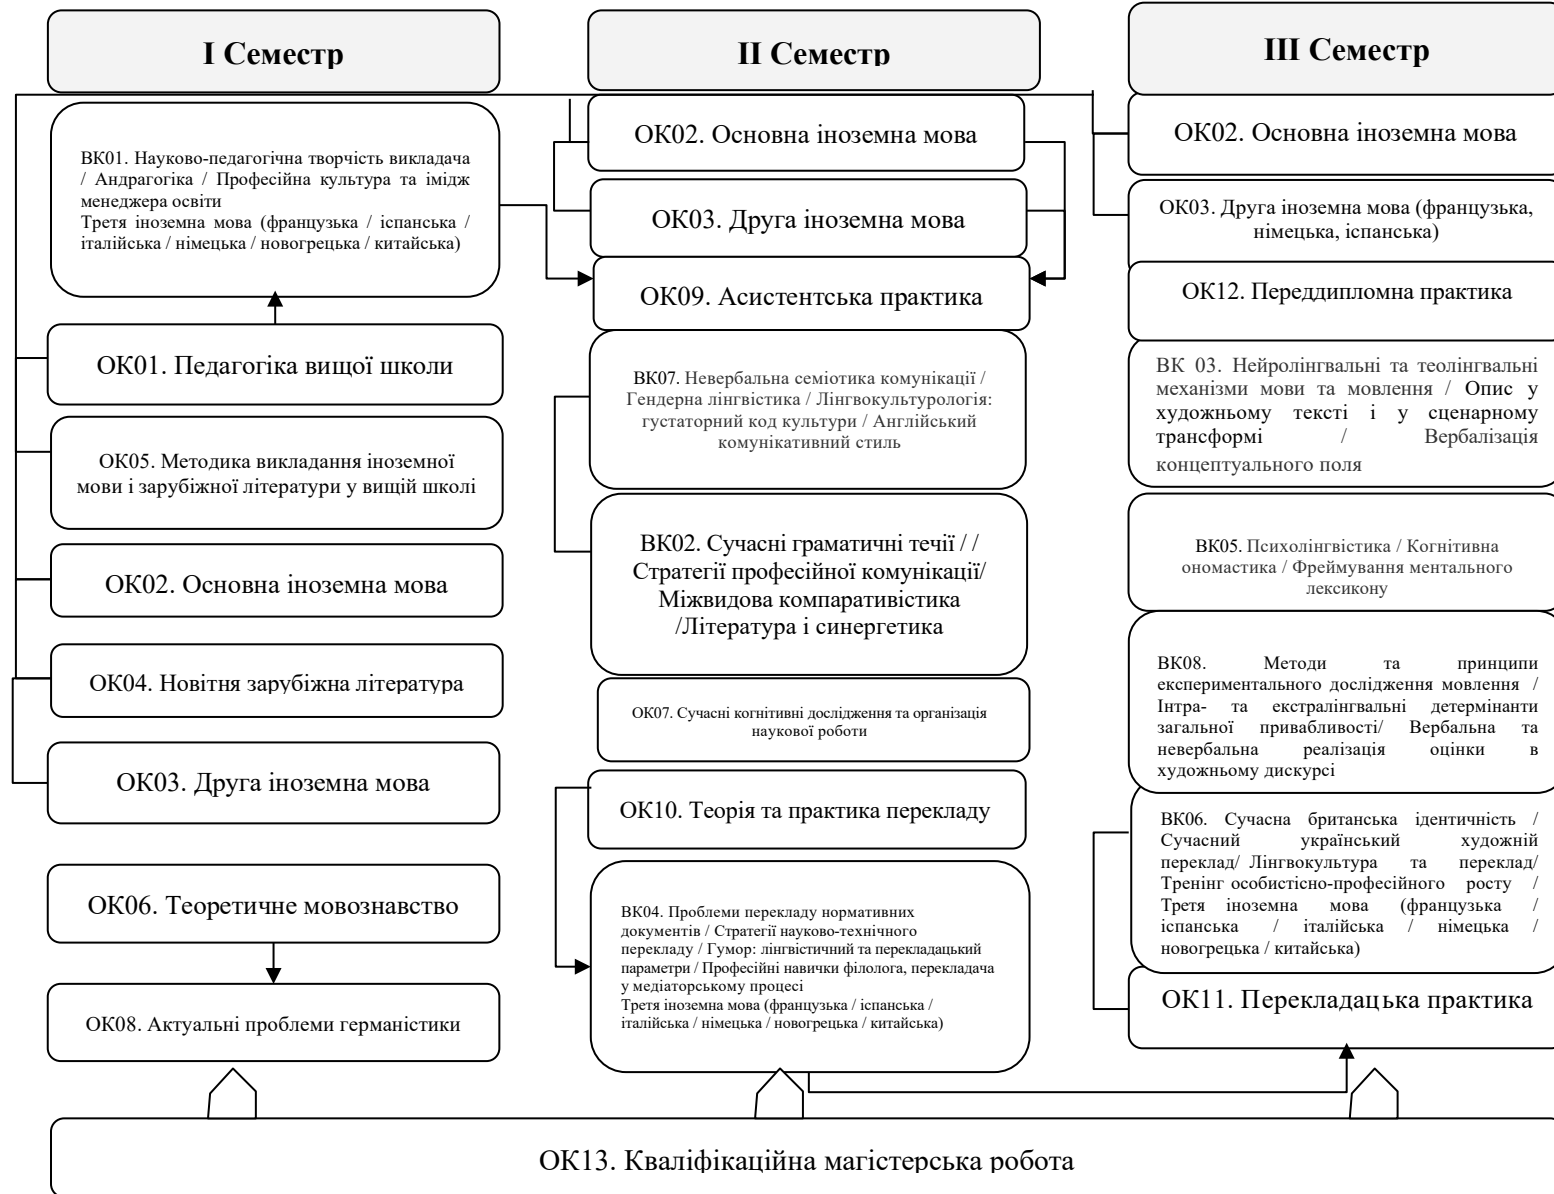 I Семестр
ВК01. Науково-педагогічна творчість викладача
/ Андрагогіка / Професійна культура та імідж
менеджера освіти
Третя іноземна мова (французька / іспанська /
італійська / німецька / новогрецька / китайська)
ОК01. Педагогіка вищої школи
ОК05. Методика викладання іноземної
мови і зарубіжної літератури у вищій школі
ОК02. Основна іноземна мова
ОК04. Новітня зарубіжна література
ОК03. Друга іноземна мова
ОК06. Теоретичне мовознавство
ОК08. Актуальні проблеми германістики
II Семестр
ОК02. Основна іноземна мова
ОК03. Друга іноземна мова
ОК09. Асистентська практика
ВК07. Невербальна семіотика комунікації /
Гендерна лінгвістика / Лінгвокультурологія:
густаторний код культури / Англійський
комунікативний стиль
ВК02. Сучасні граматичні течії / /
Стратегії професійної комунікації/
Міжвидова компаративістика
/Література і синергетика
ОК07. Сучасні когнітивні дослідження та організація
наукової роботи
ОК10. Теорія та практика перекладу
ВК04. Проблеми перекладу нормативних
документів / Стратегії науково-технічного
перекладу / Гумор: лінгвістичний та перекладацький
параметри / Професійні навички філолога, перекладача
у медіаторському процесі
Третя іноземна мова (французька / іспанська /
італійська / німецька / новогрецька / китайська)
III Семестр
ОК02. Основна іноземна мова
ОК03. Друга іноземна мова (французька,
німецька, іспанська)
ОК12. Переддипломна практика
ВК 03. Нейролінгвальні та теолінгвальні
механізми мови та мовлення / Опис у
художньому тексті і у сценарному
трансформі / Вербалізація
концептуального поля
ВК05. Психолінгвістика / Когнітивна
ономастика / Фреймування ментального
лексикону
ВК08. Методи та принципи
експериментального дослідження мовлення /
Інтра- та екстралінгвальні детермінанти
загальної привабливості/ Вербальна та
невербальна реалізація оцінки в
художньому дискурсі
ВК06. Сучасна британська ідентичність /
Сучасний український художній
переклад/ Лінгвокультура та переклад/
Тренінг особистісно-професійного росту /
Третя іноземна мова (французька /
іспанська / італійська / німецька /
новогрецька / китайська)
ОК11. Перекладацька практика
ОК13. Кваліфікаційна магістерська робота